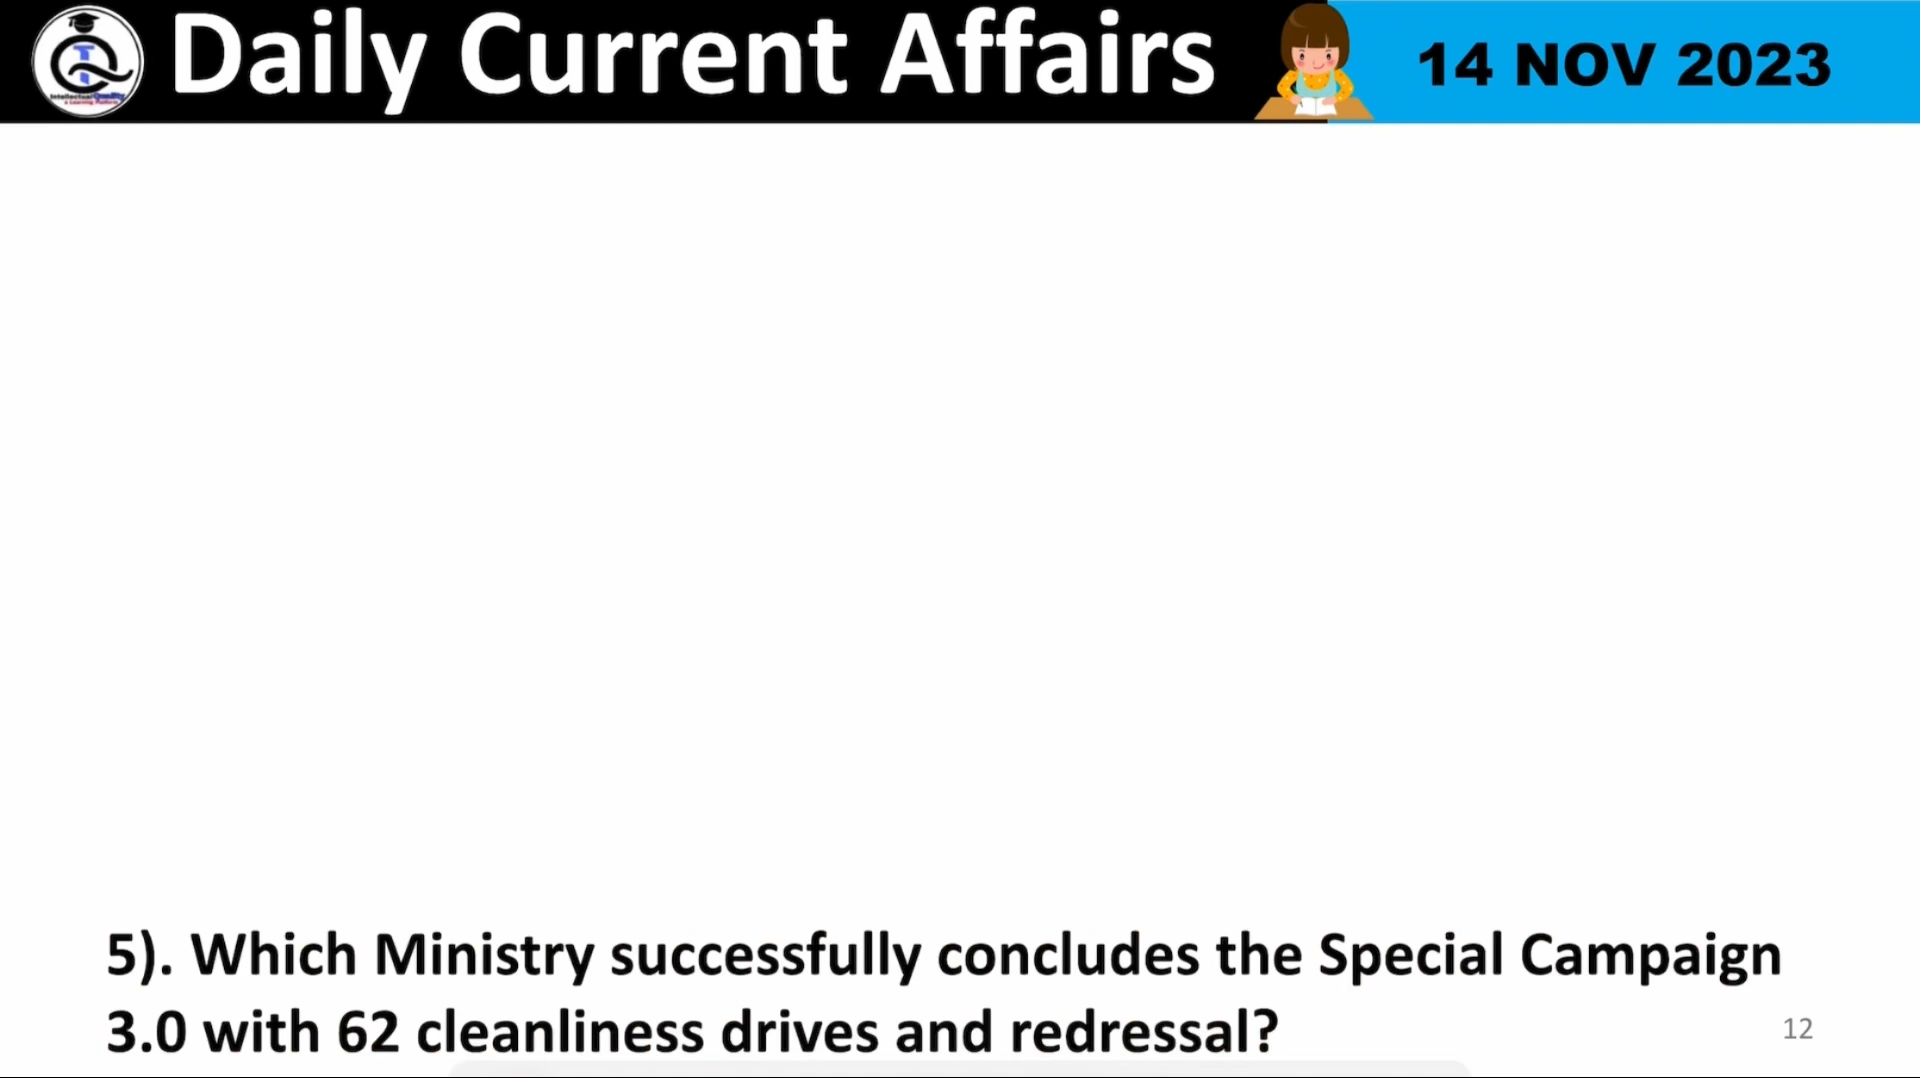 Daily Current Affairs
14 NOV 2023
5). Which Ministry successfully concludes the Special Campaign
3.0 with 62 cleanliness drives and redressal?
12